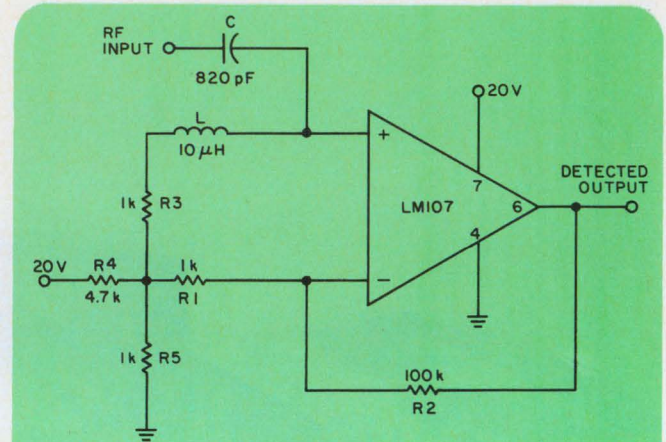 RF
INPUT
C
820 pF
L
10 μH
20V
1k R3
+
7
DETECTED
OUTPUT
LM107
6
20V
R4
4.7k
1k
R1
−
4
1k R5
100k
R2